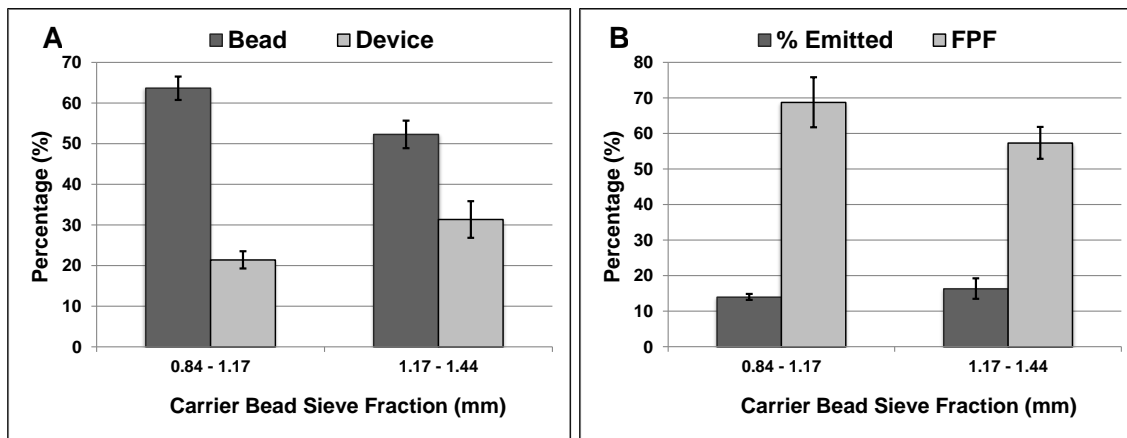 A
Bead Device
70
60
50
40
30
20
10
0
Percentage (%)
0.84 - 1.17 1.17 - 1.44
Carrier Bead Sieve Fraction (mm)
B
% Emitted FPF
80
70
60
50
40
30
20
10
0
Percentage (%)
0.84 - 1.17 1.17 - 1.44
Carrier Bead Sieve Fraction (mm)